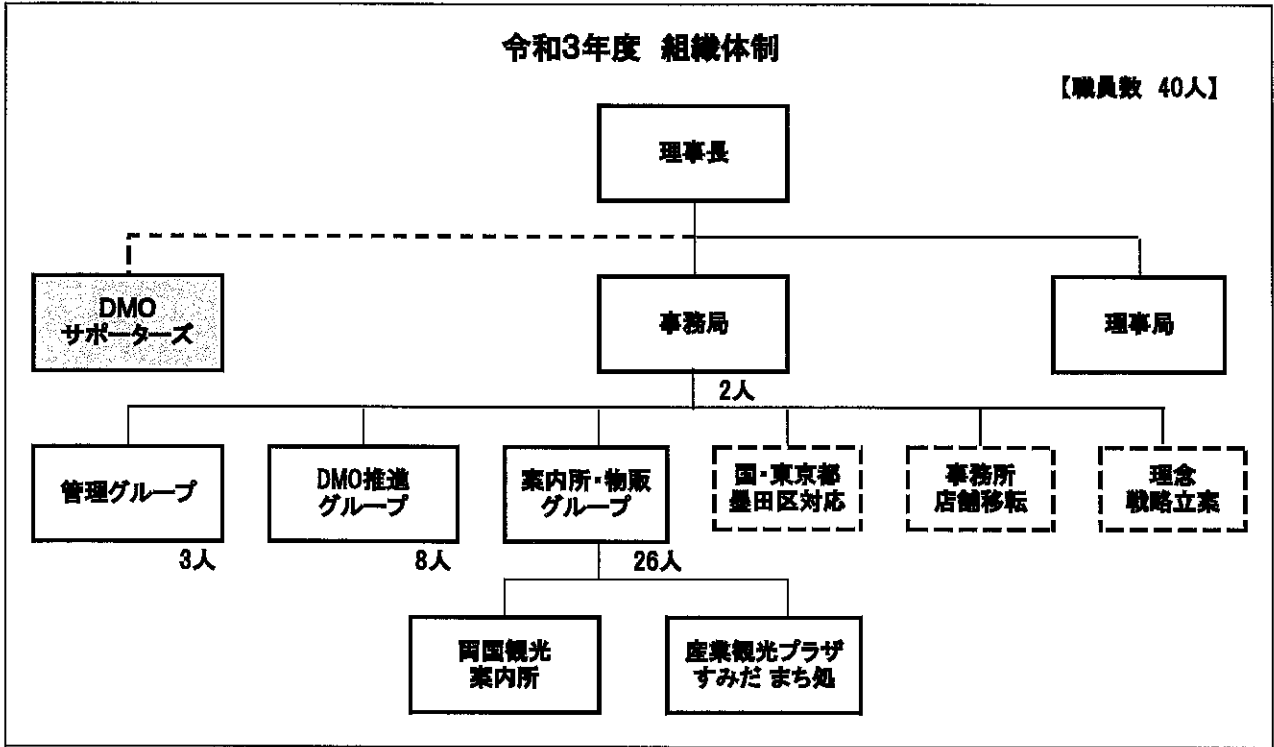 令和3年度 組織体制
【職員数 40人】
理事長
DMO
サポーターズ
事務局
理事局
2人
管理グループ
DMO推進
グループ
案内所・物販
グループ
国・東京都
墨田区対応
事務所
店舗移転
理念
戦略立案
3人
8人
26人
両国観光
案内所
産業観光プラザ
すみだ まち処